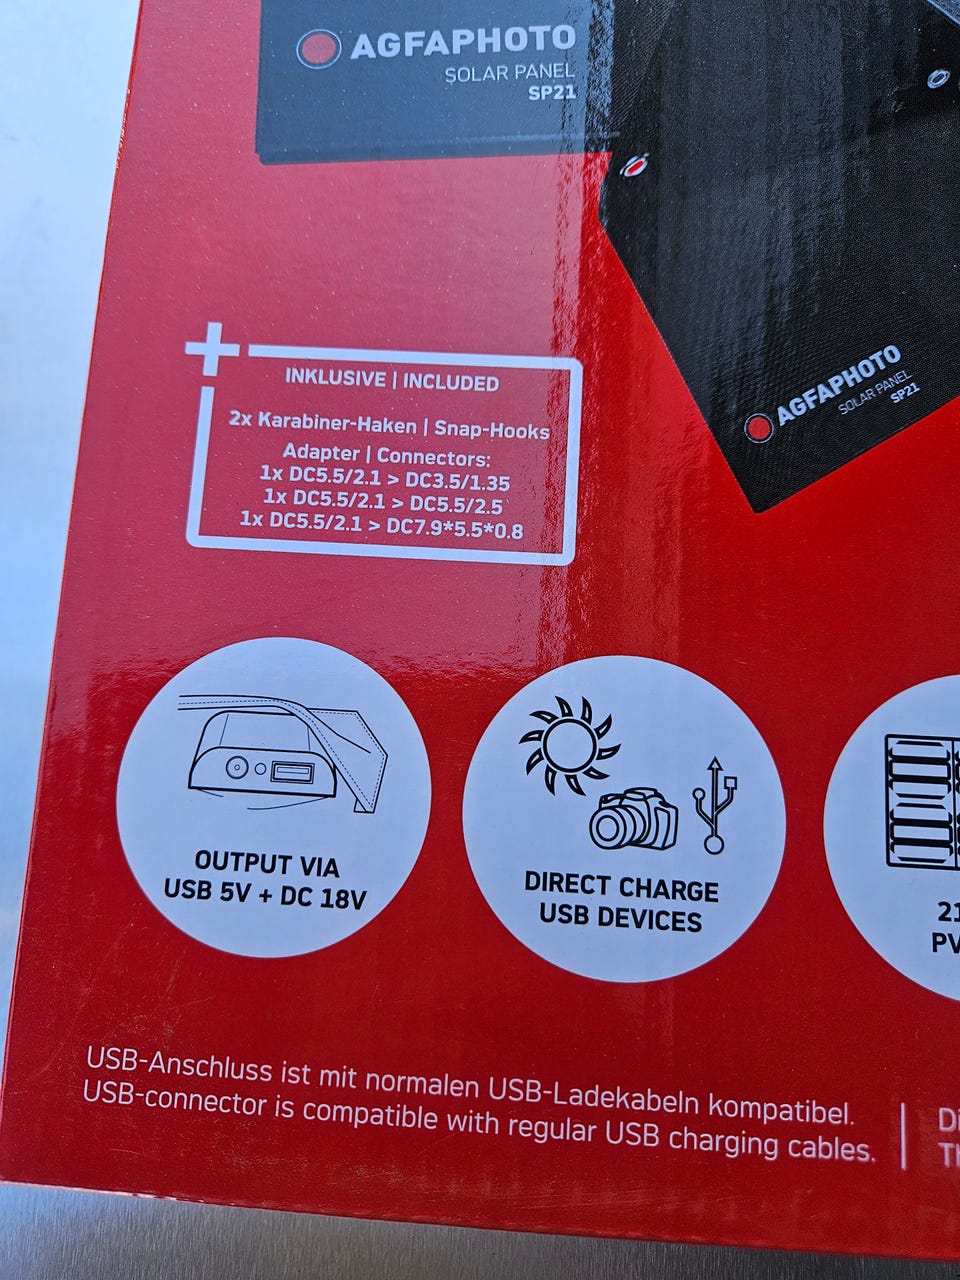 AGFAPHOTO
SOLAR PANEL
SP21
AGFAPHOTO
SOLAR PANEL
SP21
INKLUSIVE | INCLUDED
2x Karabiner-Haken | Snap-Hooks
Adapter | Connectors:
1x DC5.5/2.1 > DC3.5/1.35
1x DC5.5/2.1 > DC5.5/2.5
1x DC5.5/2.1 > DC7.9*5.5*0.8
OUTPUT VIA
USB 5V + DC 18V
DIRECT CHARGE
USB DEVICES
21
PV
USB-Anschluss ist mit normalen USB-Ladekabeln kompatibel.
USB-connector is compatible with regular USB charging cables.